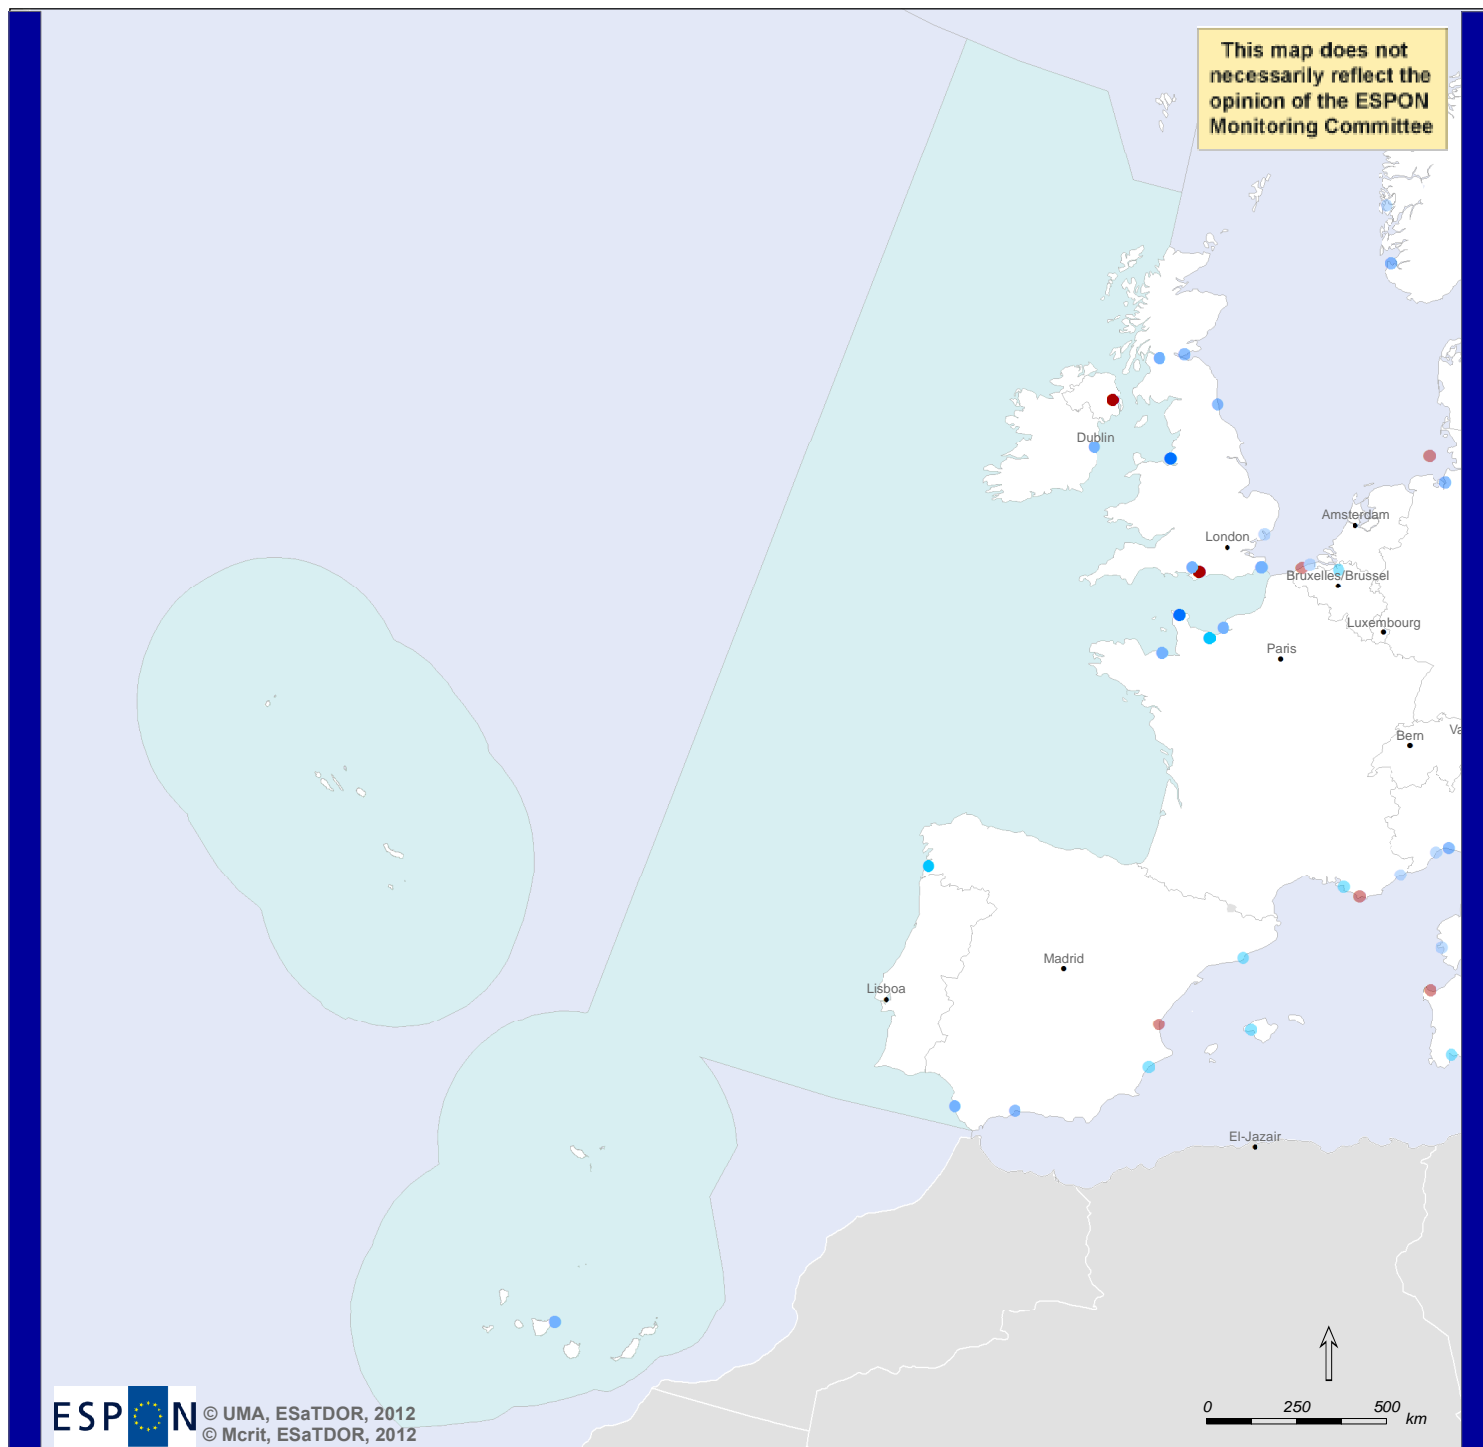 This map does not
necessarily reflect the
opinion of the ESPON
Monitoring Committee
Dublin
Amsterdam
London
Bruxelles/Brussel
Luxembourg
Paris
Bern
Va
Madrid
Lisboa
El-Jazair
0 250 500 km
ESPON
© UMA, ESaTDOR, 2012
© Mcrit, ESaTDOR, 2012